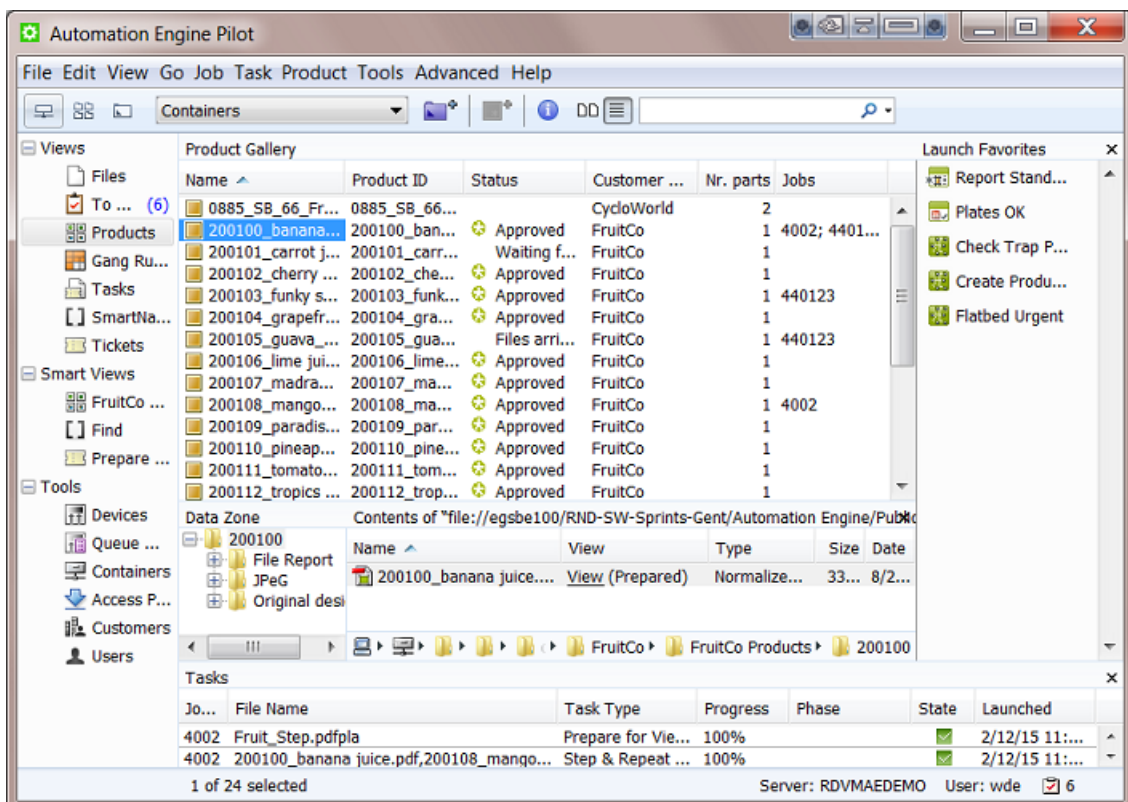 Automation Engine Pilot
File Edit View Go Job Task Product Tools Advanced Help
Containers
Views
Files
To ... (6)
Products
Gang Ru...
Tasks
SmartNa...
Tickets
Smart Views
FruitCo ...
Find
Prepare ...
Tools
Devices
Queue ...
Containers
Access P...
Customers
Users
Product Gallery
Name Product ID Status Customer ... Nr. parts Jobs
0885_SB_66_Fr... 0885_SB_66... CycloWorld 2
200100_banana... 200100_ban... Approved FruitCo 1 4002; 4401...
200101_carrot j... 200101_carr... Waiting f... FruitCo 1
200102_cherry ... 200102_che... Approved FruitCo 1
200103_funky s... 200103_funk... Approved FruitCo 1 440123
200104_grapefr... 200104_gra... Approved FruitCo 1
200105_guava_... 200105_gua... Files arri... FruitCo 1 440123
200106_lime jui... 200106_lime... Approved FruitCo 1
200107_madra... 200107_ma... Approved FruitCo 1
200108_mango... 200108_ma... Approved FruitCo 1 4002
200109_paradis... 200109_par... Approved FruitCo 1
200110_pineap... 200110_pine... Approved FruitCo 1
200111_tomato... 200111_tom... Approved FruitCo 1
200112_tropics ... 200112_trop... Approved FruitCo 1
Launch Favorites
Report Stand...
Plates OK
Check Trap P...
Create Produ...
Flatbed Urgent
Data Zone
200100
File Report
JPeG
Original desi
Contents of "file://egsbe100/RND-SW-Sprints-Gent/Automation Engine/Public
Name View Type Size Date
200100_banana juice.... View (Prepared) Normalize... 33... 8/2...
FruitCo FruitCo Products 200100
Tasks
Jo... File Name Task Type Progress Phase State Launched
4002 Fruit_Step.pdfpla Prepare for Vie... 100% 2/12/15 11:...
4002 200100_banana juice.pdf,200108_mango... Step & Repeat ... 100% 2/12/15 11:...
1 of 24 selected Server: RDVMAEDEMO User: wde 6